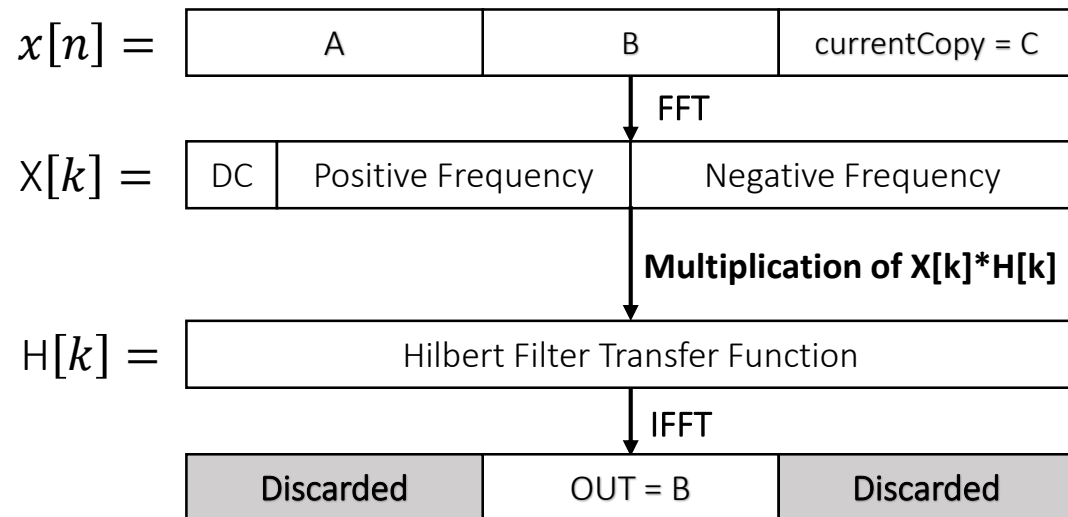 x[n] = A B currentCopy = C
FFT
X[k] = DC Positive Frequency Negative Frequency
Multiplication of X[k]*H[k]
H[k] = Hilbert Filter Transfer Function
IFFT
Discarded OUT = B Discarded